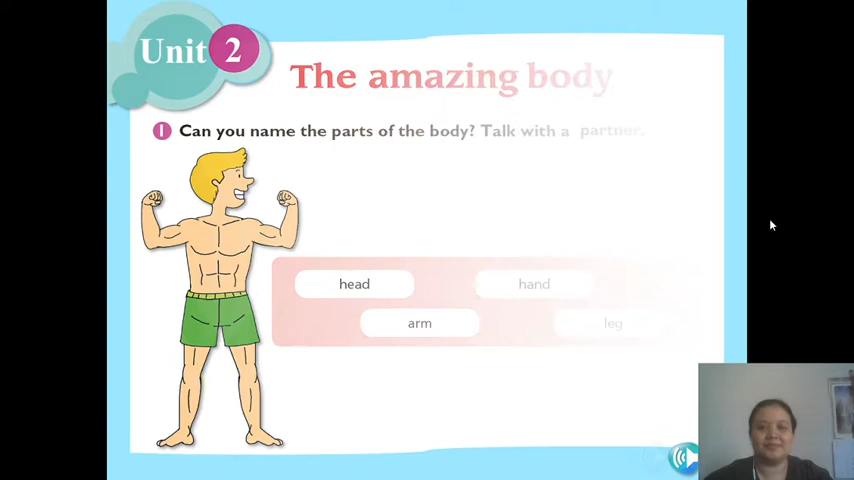 Unit 2
The amazing body
1 Can you name the parts of the body? Talk with a partner.
head hand
arm leg